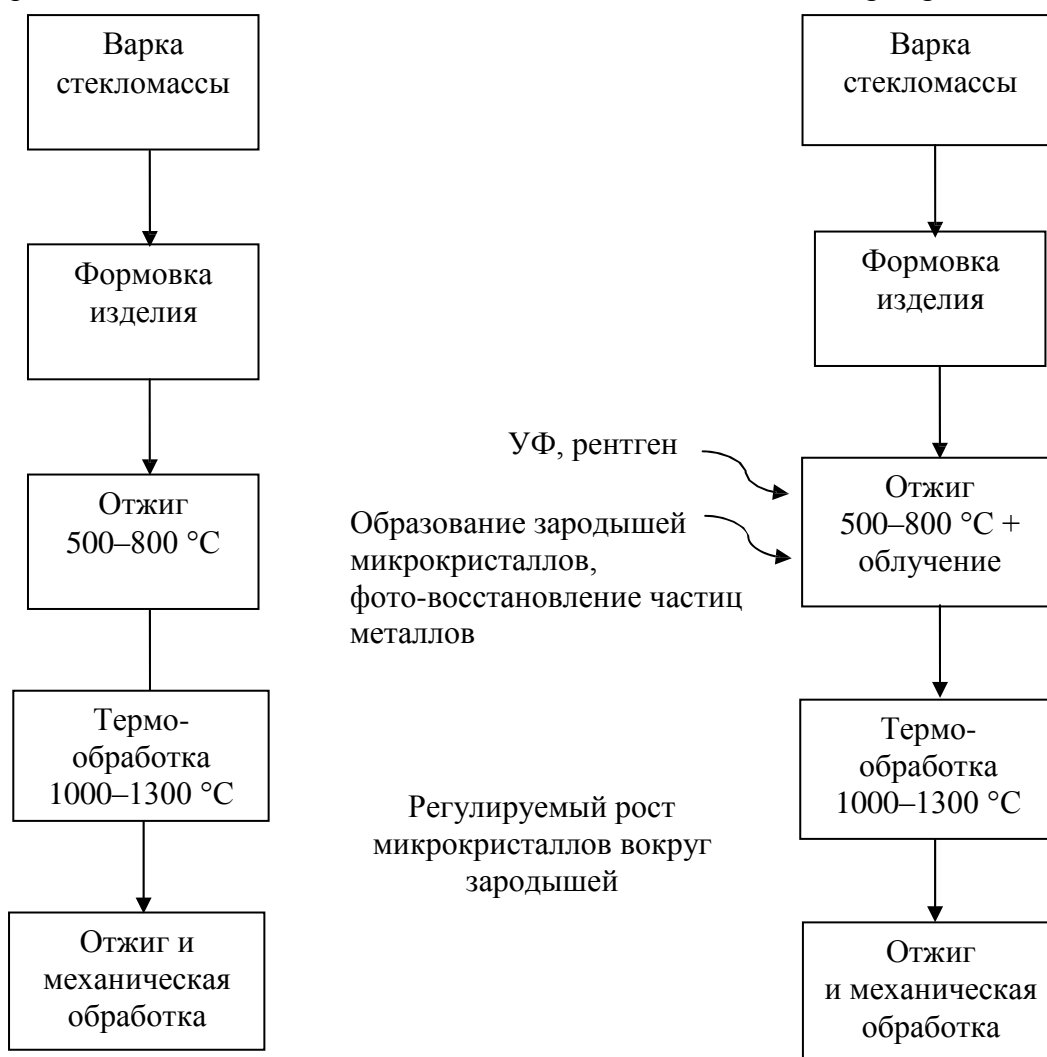 Варка
стекломассы
Формовка
изделия
Отжиг
500–800 °С
Термо-
обработка
1000–1300 °С
Отжиг и
механическая
обработка
УФ, рентген
Образование зародышей
микрокристаллов,
фото-восстановление частиц
металлов
Регулируемый рост
микрокристаллов вокруг
зародышей
Варка
стекломассы
Формовка
изделия
Отжиг
500–800 °С +
облучение
Термо-
обработка
1000–1300 °С
Отжиг
и механическая
обработка